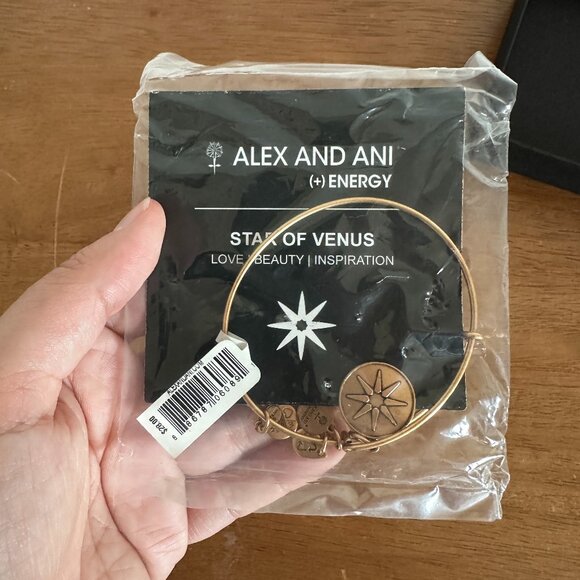 ALEX AND ANI
(+) ENERGY
STAR OF VENUS
LOVE | BEAUTY | INSPIRATION
$28.00